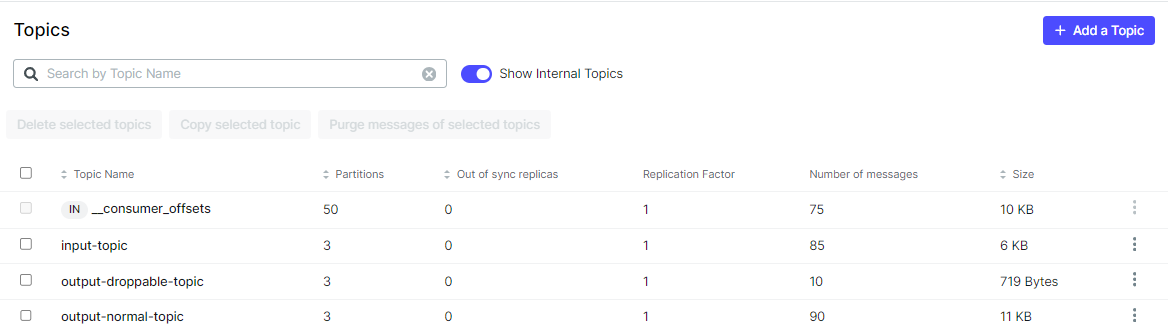 Topics
+ Add a Topic
Search by Topic Name
Show Internal Topics
Delete selected topics Copy selected topic Purge messages of selected topics
Topic Name Partitions Out of sync replicas Replication Factor Number of messages Size
IN __consumer_offsets 50 0 1 75 10 KB
input-topic 3 0 1 85 6 KB
output-droppable-topic 3 0 1 10 719 Bytes
output-normal-topic 3 0 1 90 11 KB